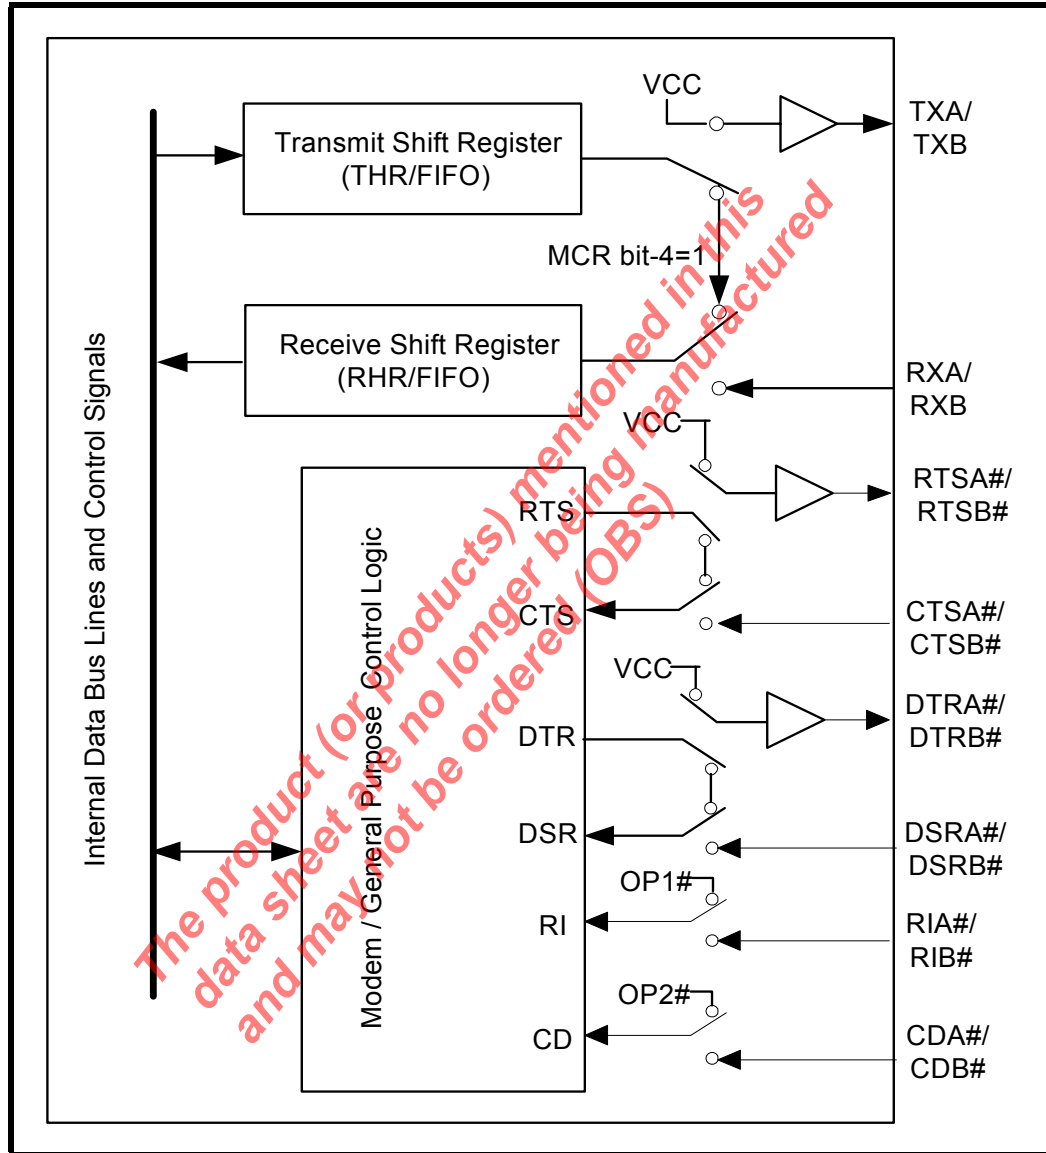 VCC
TXA/
TXB
Transmit Shift Register
(THR/FIFO)
MCR bit-4=1
Receive Shift Register
(RHR/FIFO)
RXA/
RXB
VCC
RTSA#/
RTSB#
RTS
CTS
CTSA#/
CTSB#
VCC
DTRA#/
DTRB#
DTR
DSR
DSRA#/
DSRB#
OP1#
RI
RIA#/
RIB#
OP2#
CD
CDA#/
CDB#
Internal Data Bus Lines and Control Signals
Modem / General Purpose Control Logic
The product (or products) mentioned in this
data sheet are no longer being manufactured
and may not be ordered (OBS)